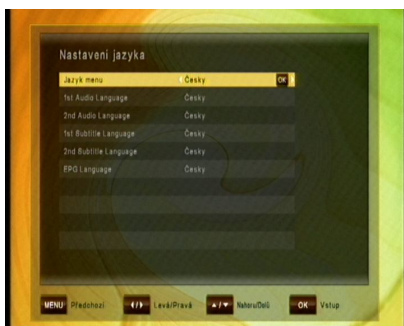 Nastaveni jazyka
Jazyk menu Česky OK
1st Audio Language Česky
2nd Audio Language Česky
1st Subtitle Language Česky
2nd Subtitle Language Česky
EPG Language Česky
MENU Předchozí Levá/Pravá Nahoru/Dolů OK Vstup